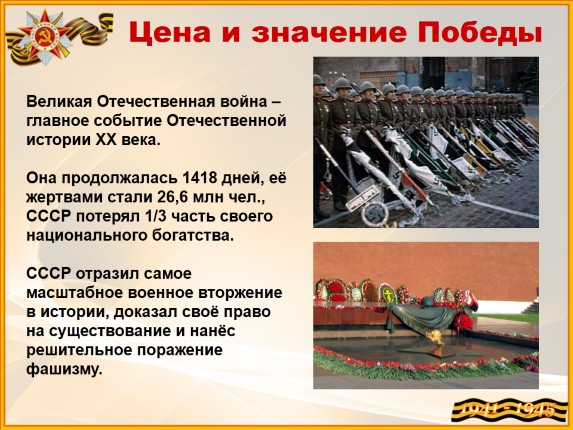 Цена и значение Победы
Великая Отечественная война –
главное событие Отечественной
истории XX века.
Она продолжалась 1418 дней, её
жертвами стали 26,6 млн чел.,
СССР потерял 1/3 часть своего
национального богатства.
СССР отразил самое
масштабное военное вторжение
в истории, доказал своё право
на существование и нанёс
решительное поражение
фашизму.
1941 - 1945